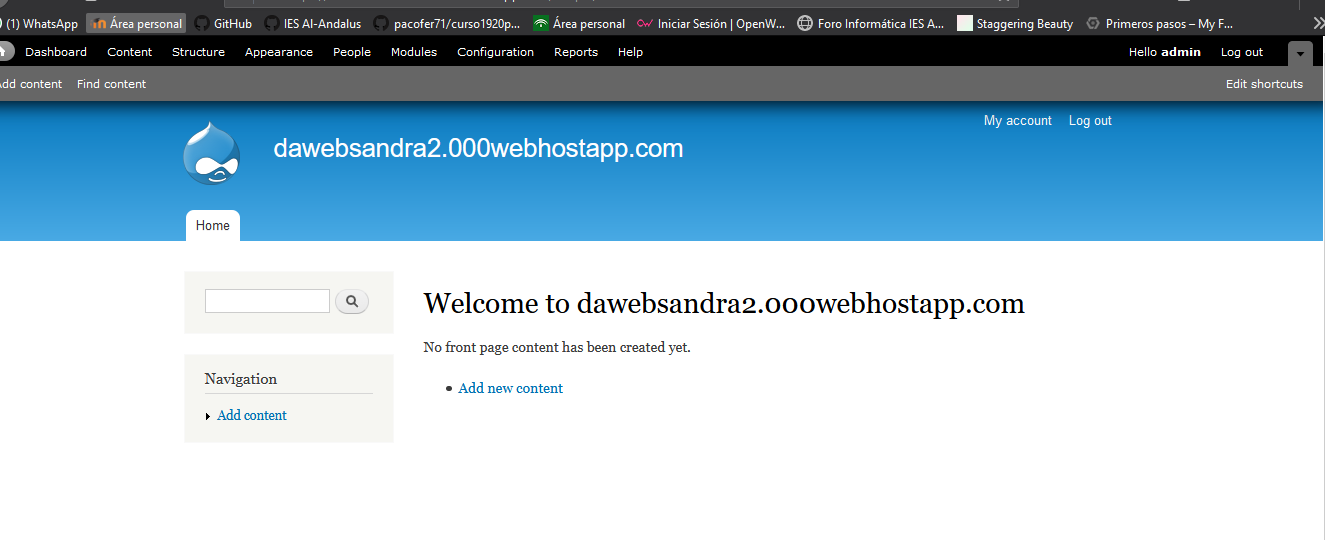 (1) WhatsApp Área personal GitHub IES Al-Andalus pacofer71/curso1920p... Área personal Iniciar Sesión | OpenW... Foro Informática IES A... Staggering Beauty Primeros pasos – My F...
Dashboard Content Structure Appearance People Modules Configuration Reports Help Hello admin Log out
Add content Find content Edit shortcuts
My account Log out
dawebsandra2.000webhostapp.com
Home
Welcome to dawebsandra2.000webhostapp.com
No front page content has been created yet.
Add new content
Navigation
Add content